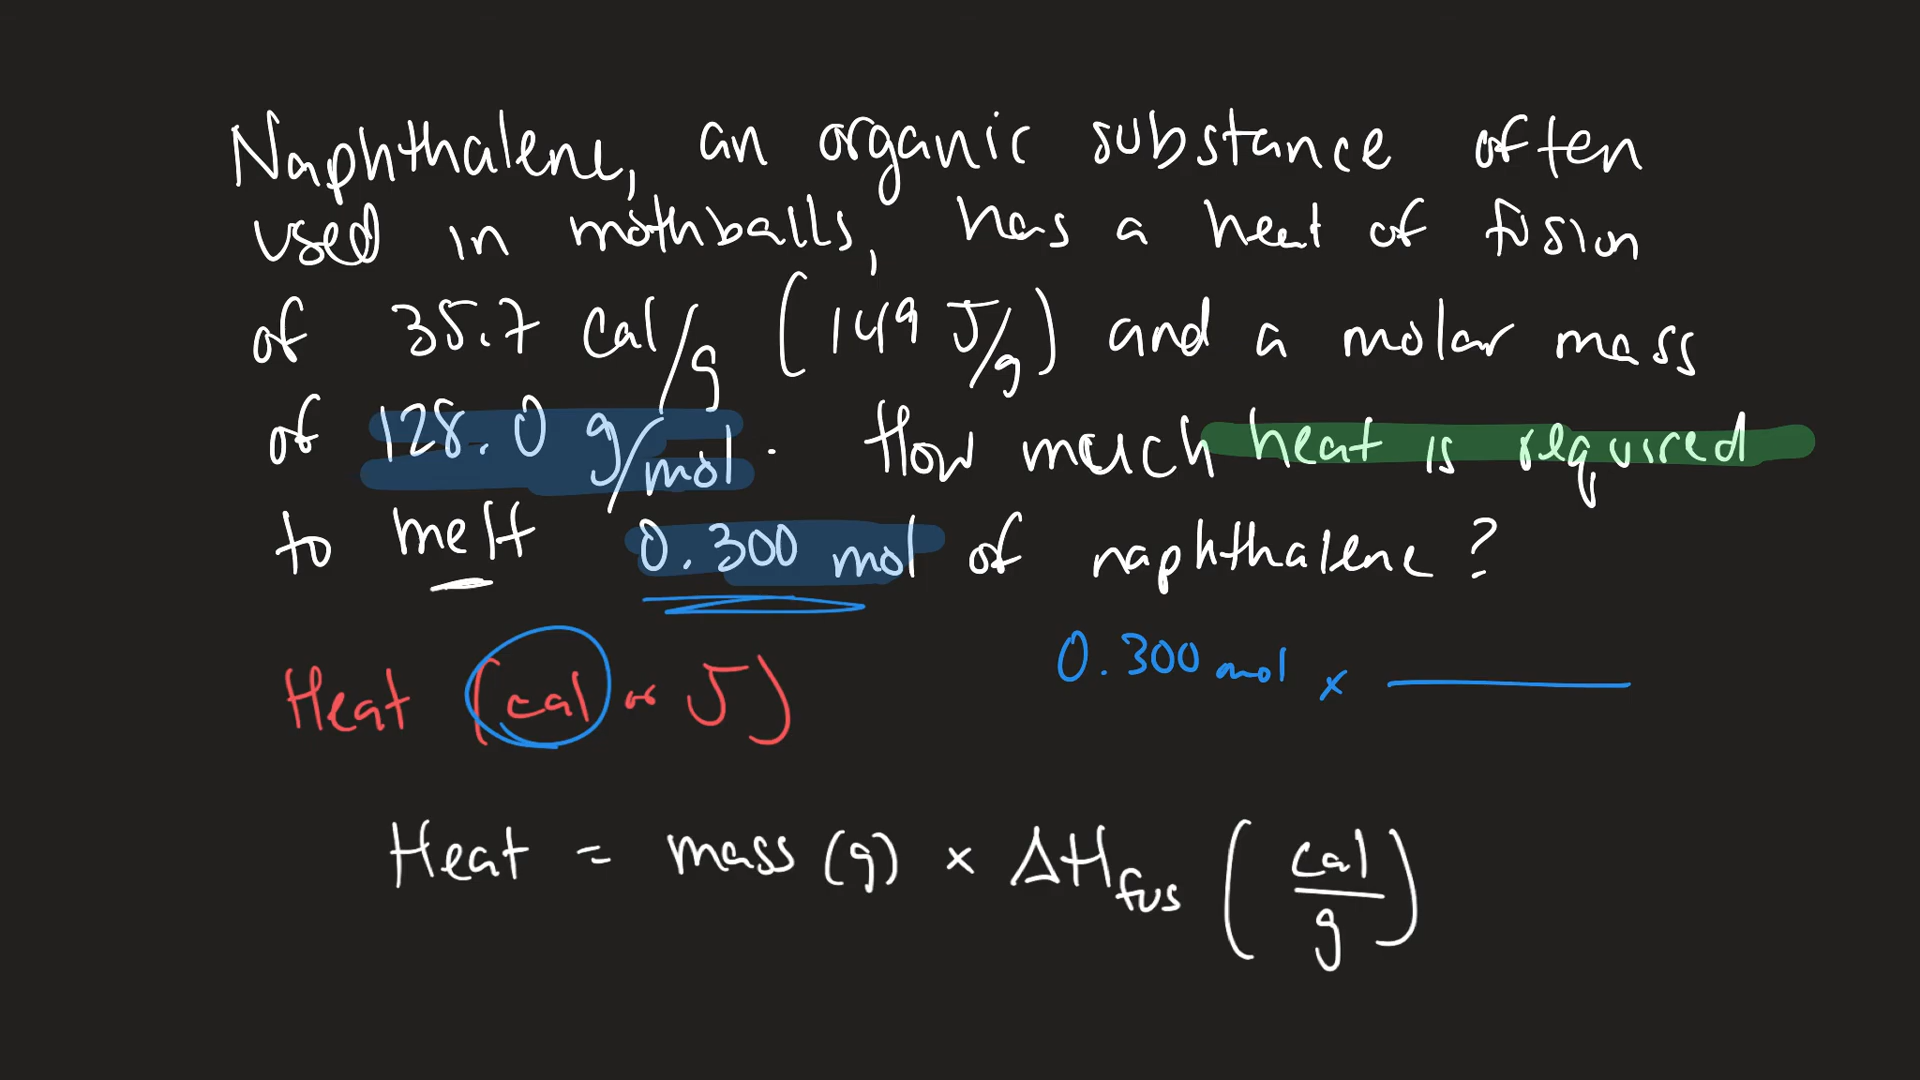 Naphthalene, an organic substance often
used in mothballs, has a heat of fusion
of 35.7 cal/g (149 J/g) and a molar mass
of 128.0 g/mol. How much heat is required
to melt 0.300 mol of naphthalene?
Heat (cal or J)
0.300 mol x
Heat = mass (g) x ΔHfus (cal/g)